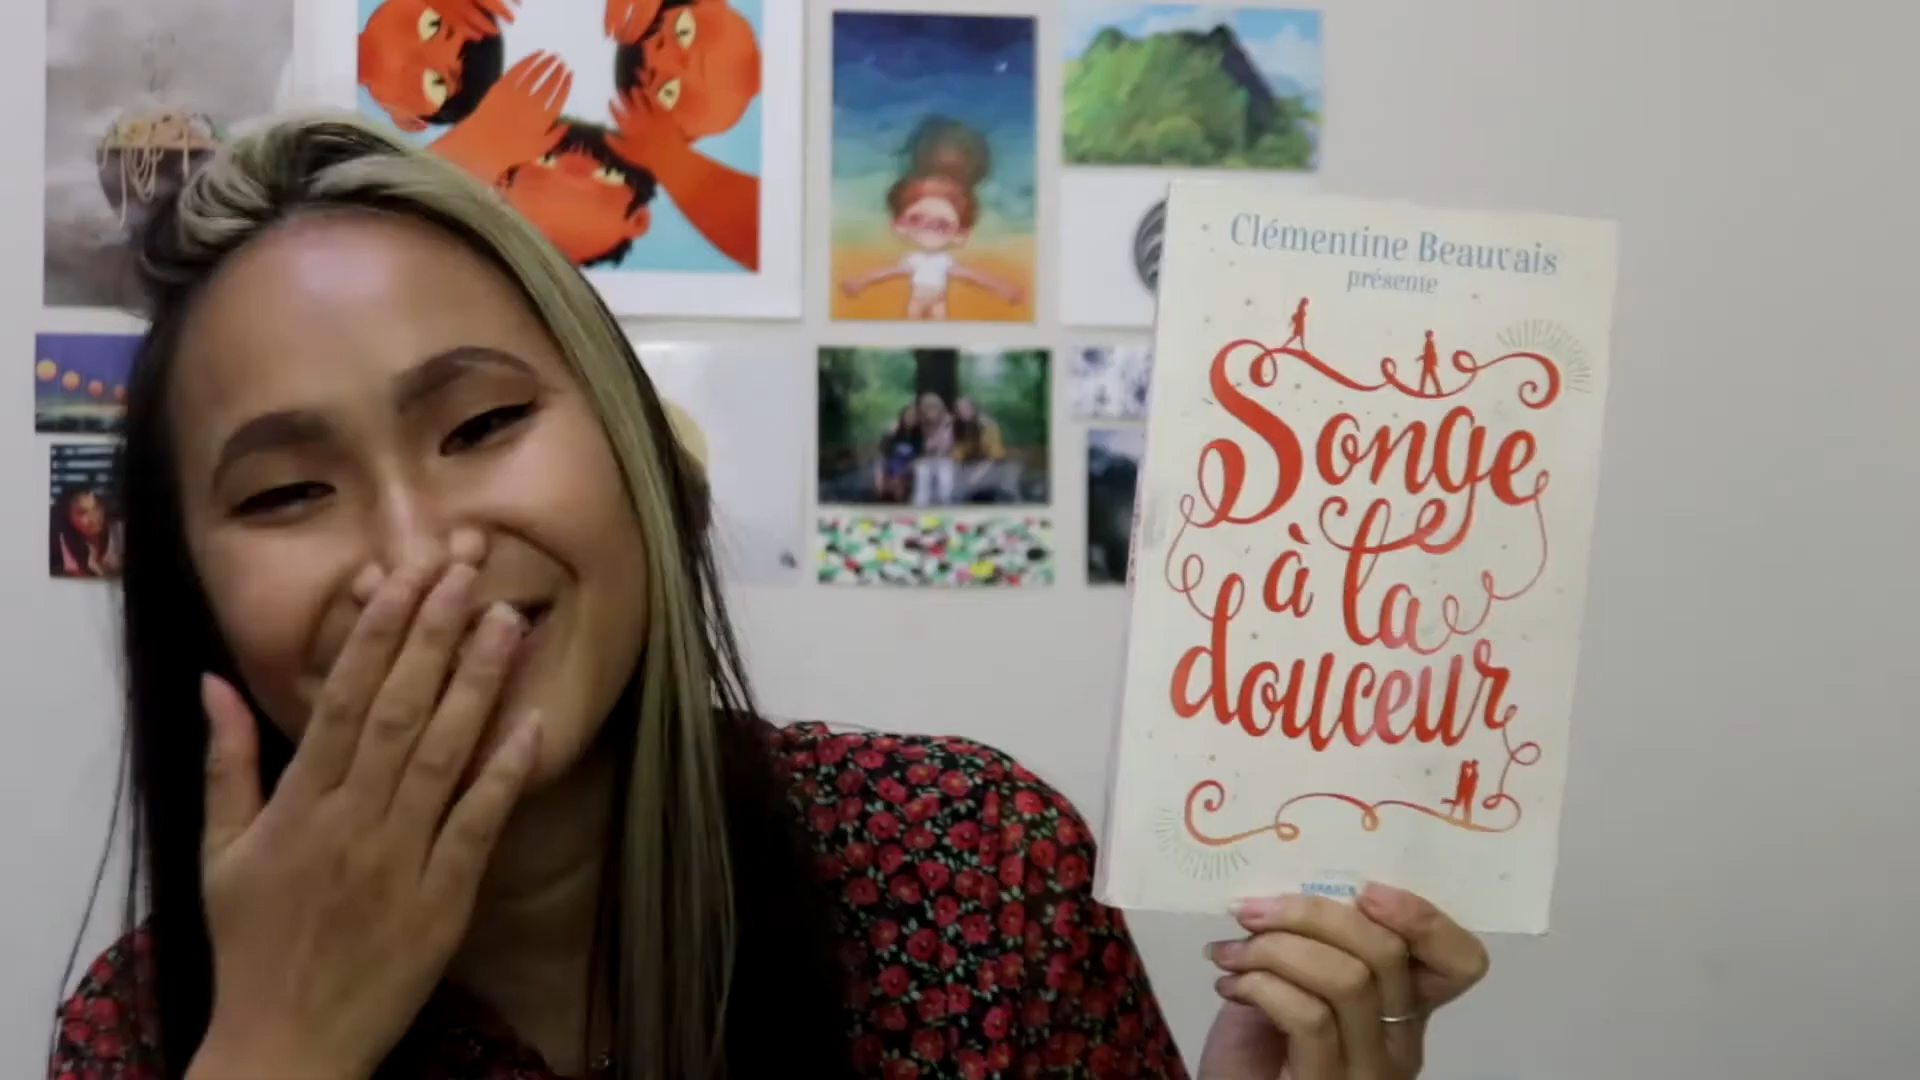 Clémentine Beauvais
présente
Songe
à la
douceur